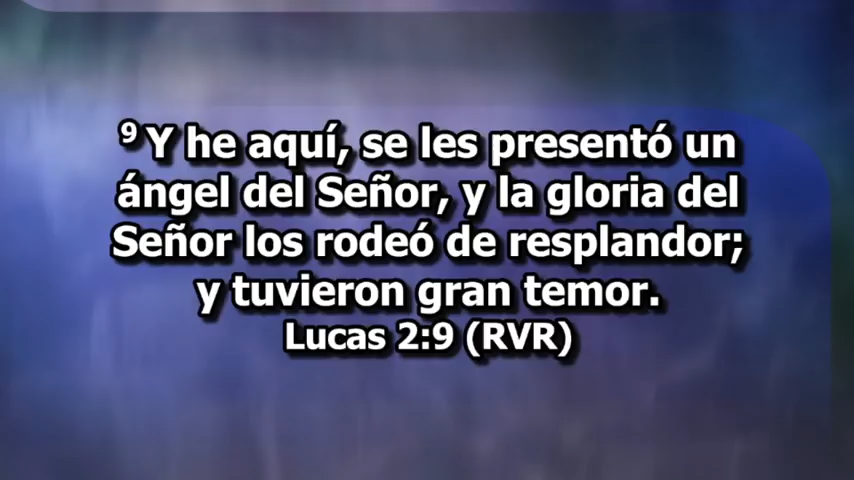 9 Y he aquí, se les presentó un
ángel del Señor, y la gloria del
Señor los rodeó de resplandor;
y tuvieron gran temor.
Lucas 2:9 (RVR)